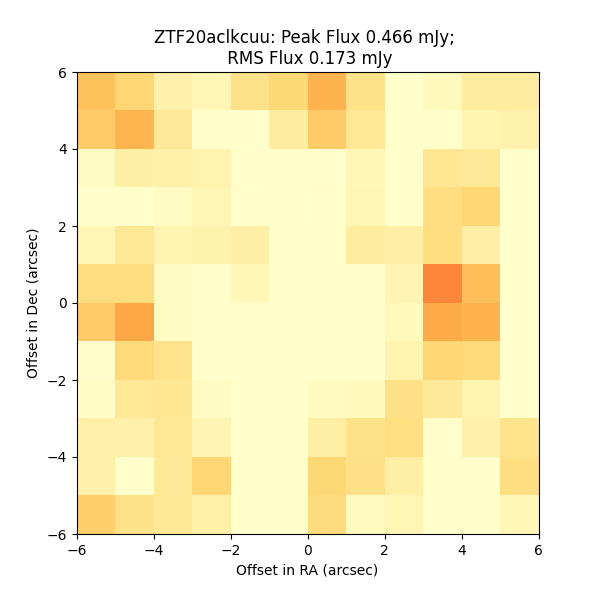 ZTF20aclkcuu: Peak Flux 0.466 mJy;
RMS Flux 0.173 mJy
6
4
2
0
−2
−4
−6
Offset in Dec (arcsec)
−6 −4 −2 0 2 4 6
Offset in RA (arcsec)